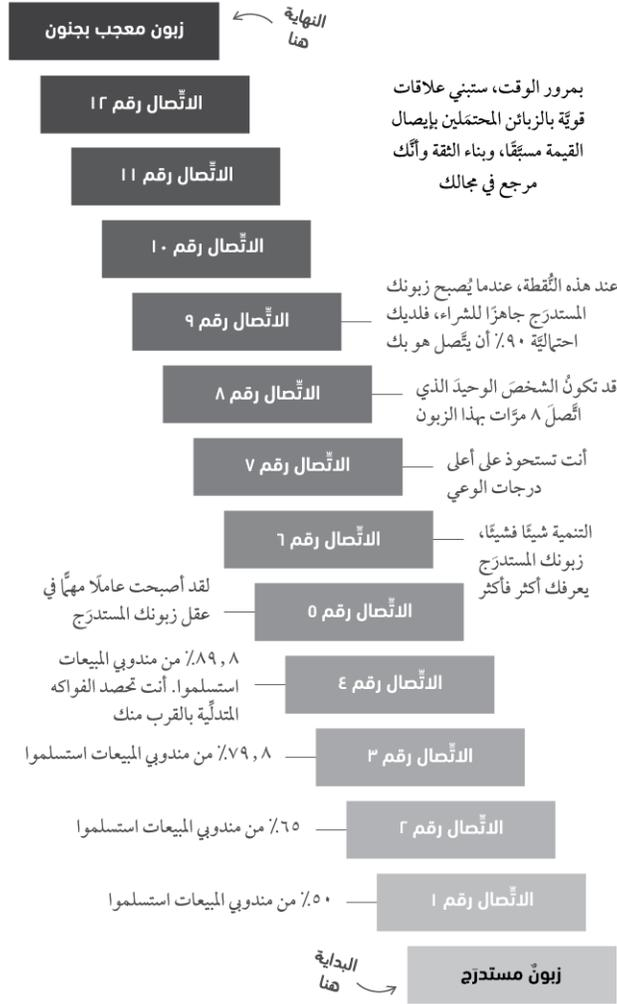 زبون معجب بجنون
النهاية
هنا
الاتِّصال رقم ١٢
بمرور الوقت، ستبني علاقات
قويَّة بالزبائن المحتمَلين بإيصال
القيمة مسبَّقًا، وبناء الثقة وأنَّك
مرجع في مجالك
الاتِّصال رقم ١١
الاتِّصال رقم ١٠
عند هذه النُّقطة، عندما يُصبح زبونك
المستدرَج جاهزًا للشراء، فلديك
احتماليَّة ٩٠٪ أن يتَّصل هو بك
الاتِّصال رقم ٩
قد تكونُ الشخصَ الوحيدَ الذي
اتَّصلَ ٨ مرَّات بهذا الزبون
الاتِّصال رقم ٨
أنت تستحوذ على أعلى
درجات الوعي
الاتِّصال رقم ٧
التنمية شيئًا فشيئًا،
زبونك المستدرَج
يعرفك أكثر فأكثر
الاتِّصال رقم ٦
الاتِّصال رقم ٥
لقد أصبحت عاملًا مهمًّا في
عقل زبونك المستدرَج
الاتِّصال رقم ٤
٨٩,٨٪ من مندوبي المبيعات
استسلموا. أنت تحصد الفواكه
المتدلِّية بالقرب منك
الاتِّصال رقم ٣
٧٩,٨٪ من مندوبي المبيعات استسلموا
الاتِّصال رقم ٢
٦٥٪ من مندوبي المبيعات استسلموا
الاتِّصال رقم ١
٥٠٪ من مندوبي المبيعات استسلموا
زبونٌ مستدرَج
البداية
هنا